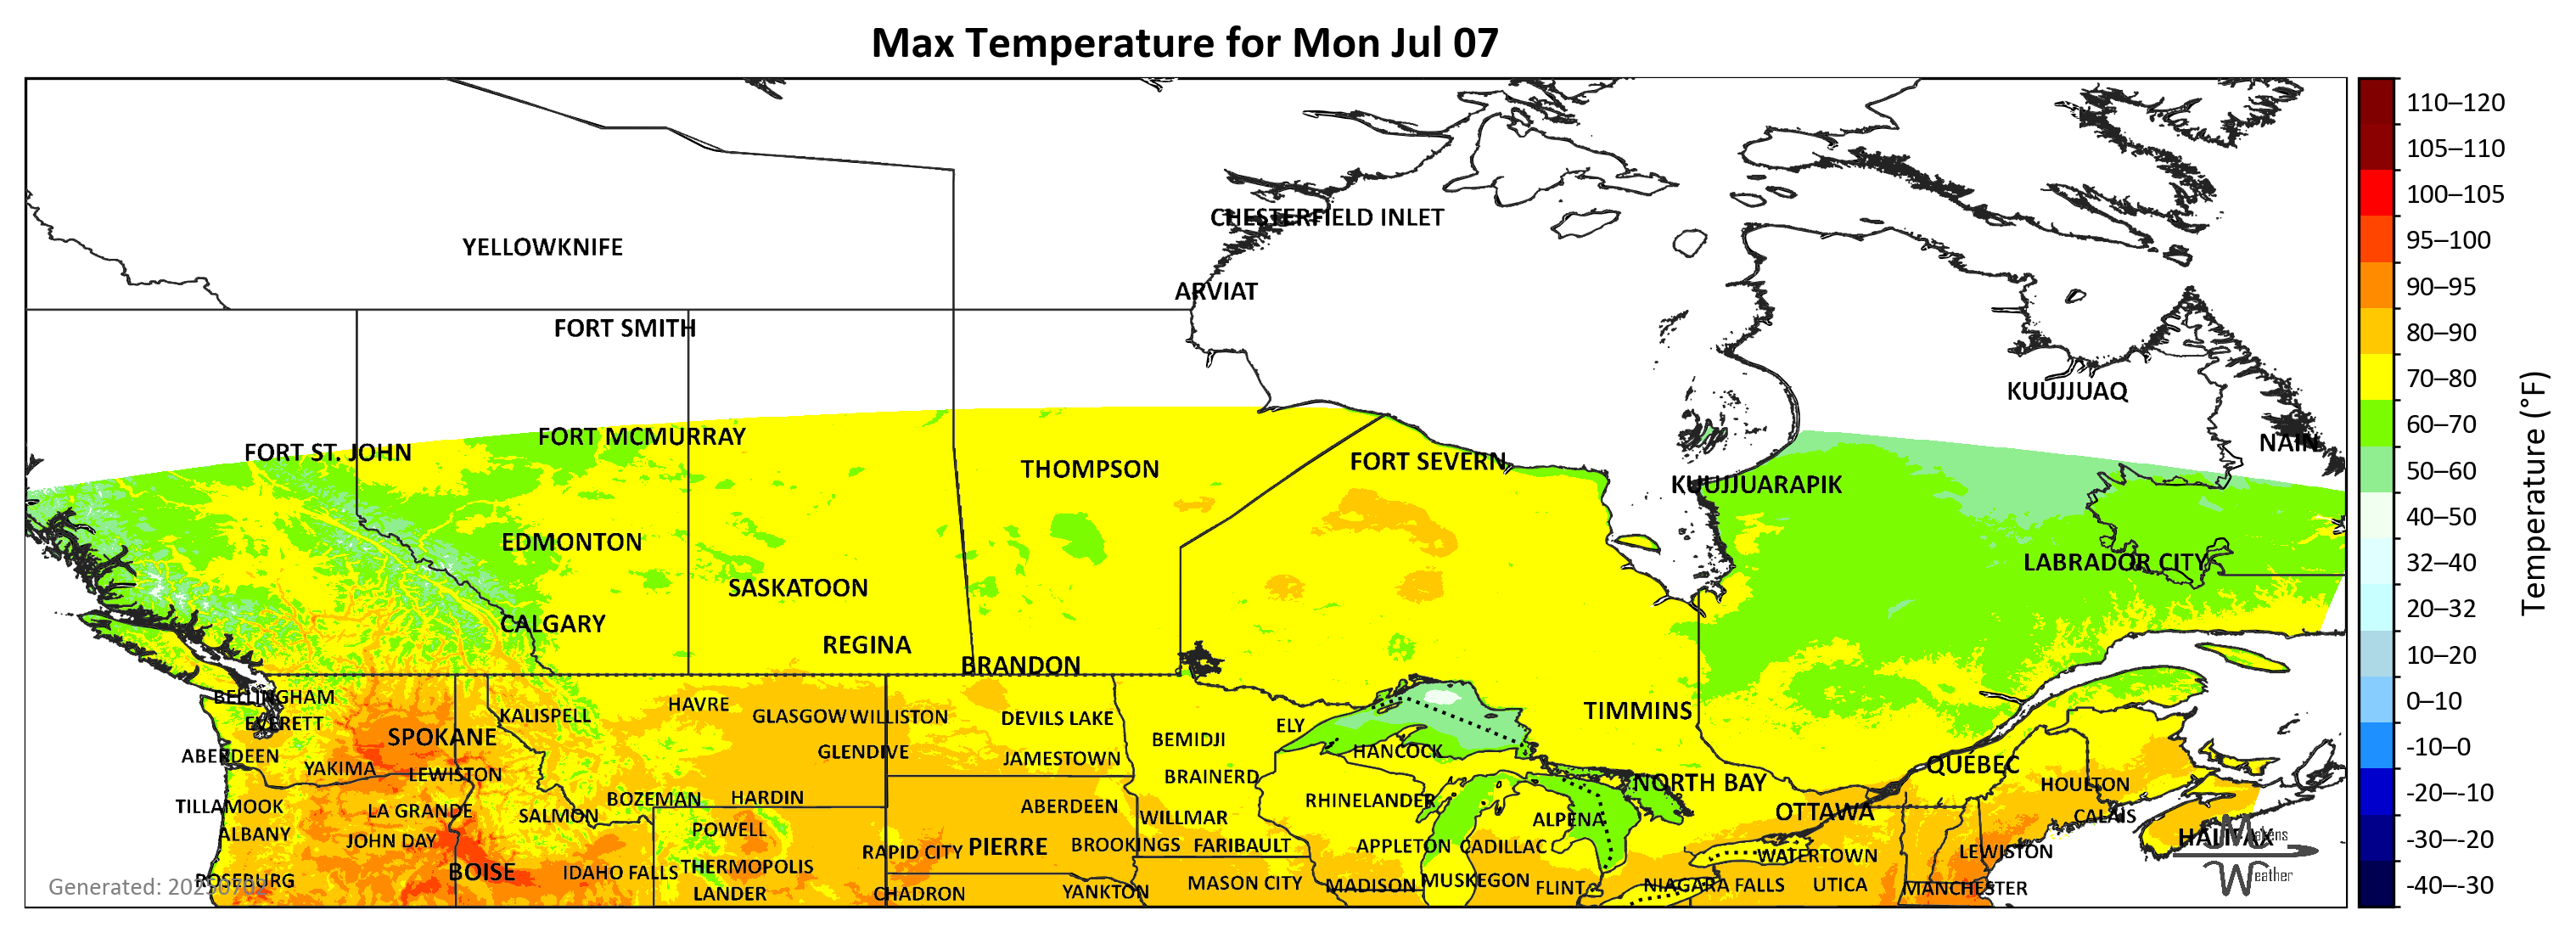 Max Temperature for Mon Jul 07
110–120
105–110
100–105
95–100
90–95
80–90
70–80
60–70
50–60
40–50
32–40
20–32
10–20
0–10
-10–0
-20–-10
-30–-20
-40–-30
Temperature (°F)
CHESTERFIELD INLET
YELLOWKNIFE
ARVIAT
FORT SMITH
KUUJJUAQ
FORT MCMURRAY
NAIN
FORT ST. JOHN
FORT SEVERN
THOMPSON
KUUJJUARAPIK
EDMONTON
LABRADOR CITY
SASKATOON
CALGARY
REGINA
BRANDON
BELLINGHAM
HAVRE
TIMMINS
KALISPELL
GLASGOW
WILLISTON
DEVILS LAKE
EVERETT
ELY
SPOKANE
BEMIDJI
HANCOCK
GLENDIVE
ABERDEEN
JAMESTOWN
QUÉBEC
YAKIMA
LEWISTON
BRAINERD
NORTH BAY
HOULTON
BOZEMAN
HARDIN
RHINELANDER
TILLAMOOK
ABERDEEN
LA GRANDE
OTTAWA
SALMON
CALAIS
WILLMAR
ALPENA
POWELL
ALBANY
HALIFAX
JOHN DAY
PIERRE
BROOKINGS
FARIBAULT
APPLETON
CADILLAC
RAPID CITY
LEWISTON
WATERTOWN
THERMOPOLIS
BOISE
IDAHO FALLS
ROSEBURG
MUSKEGON
MASON CITY
MADISON
NIAGARA FALLS
UTICA
FLINT
MANCHESTER
LANDER
CHADRON
YANKTON
Generated: 20250702
Makens
Weather